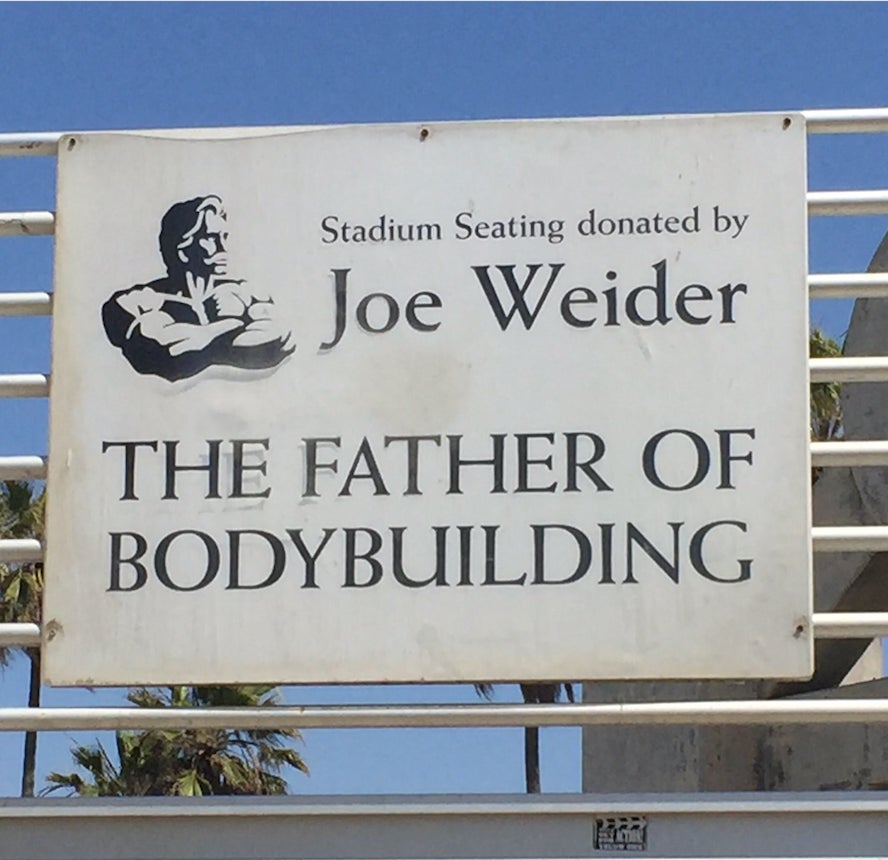 Stadium Seating donated by
Joe Weider
THE FATHER OF
BODYBUILDING